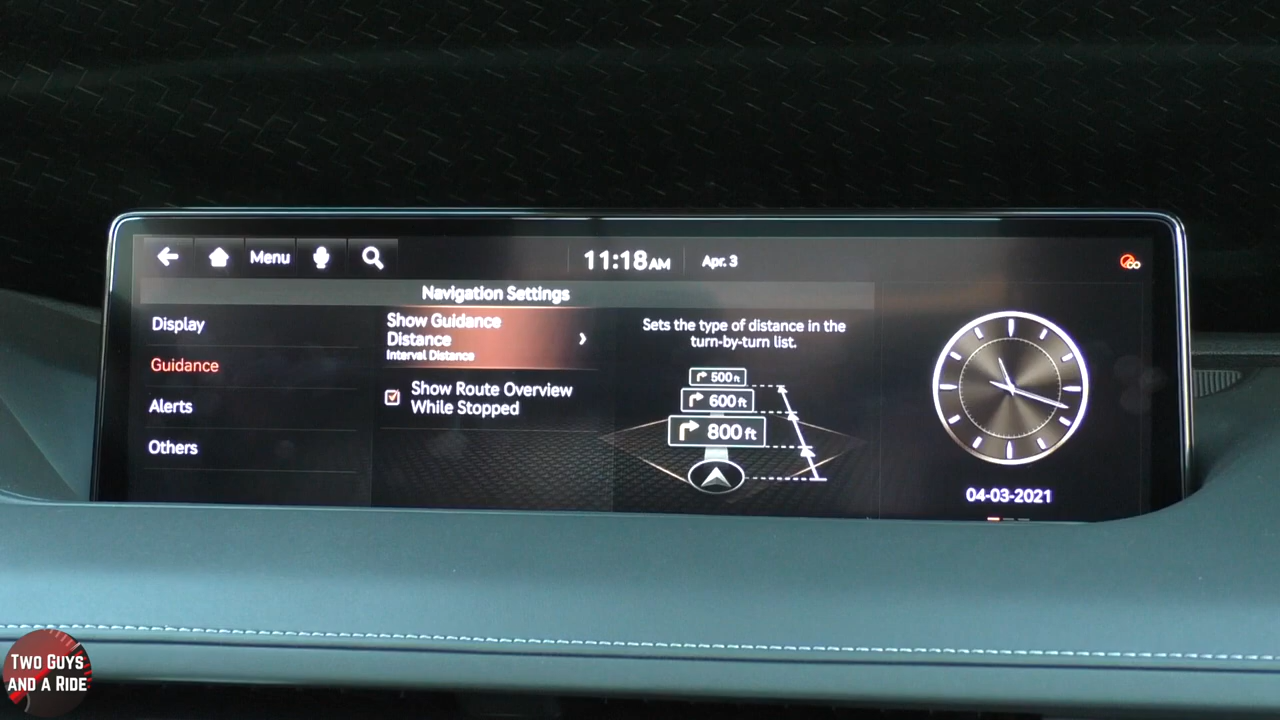 Menu
11:18 AM
Apr. 3
Navigation Settings
Display
Guidance
Alerts
Others
Show Guidance
Distance
Interval Distance
Show Route Overview
While Stopped
Sets the type of distance in the
turn-by-turn list.
500 ft
600 ft
800 ft
04-03-2021
TWO GUYS
AND A RIDE